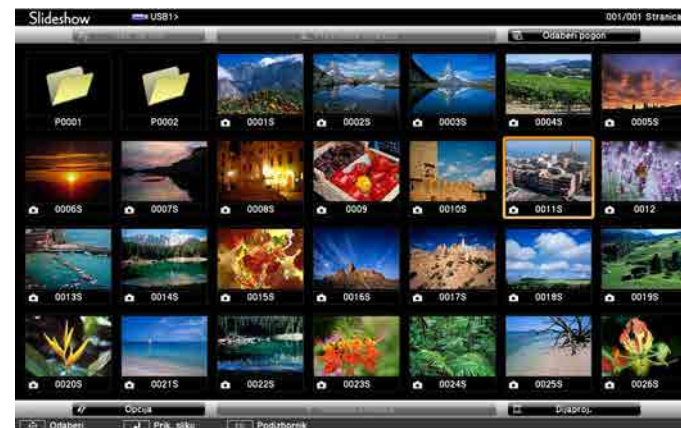 Slideshow USB1> 001/001 Stranica
Odaberi pogon
P0001 P0002 0001S 0002S 0003S 0004S 0005S
0006S 0007S 0008S 0009 0010S 0011S 0012
0013S 0014S 0015S 0016S 0017S 0018S 0019S
0020S 0021S 0022S 0023S 0024S 0025S 0026S
Opcija Dijaproj.
Odaberi Prik. sliku Podizbornik